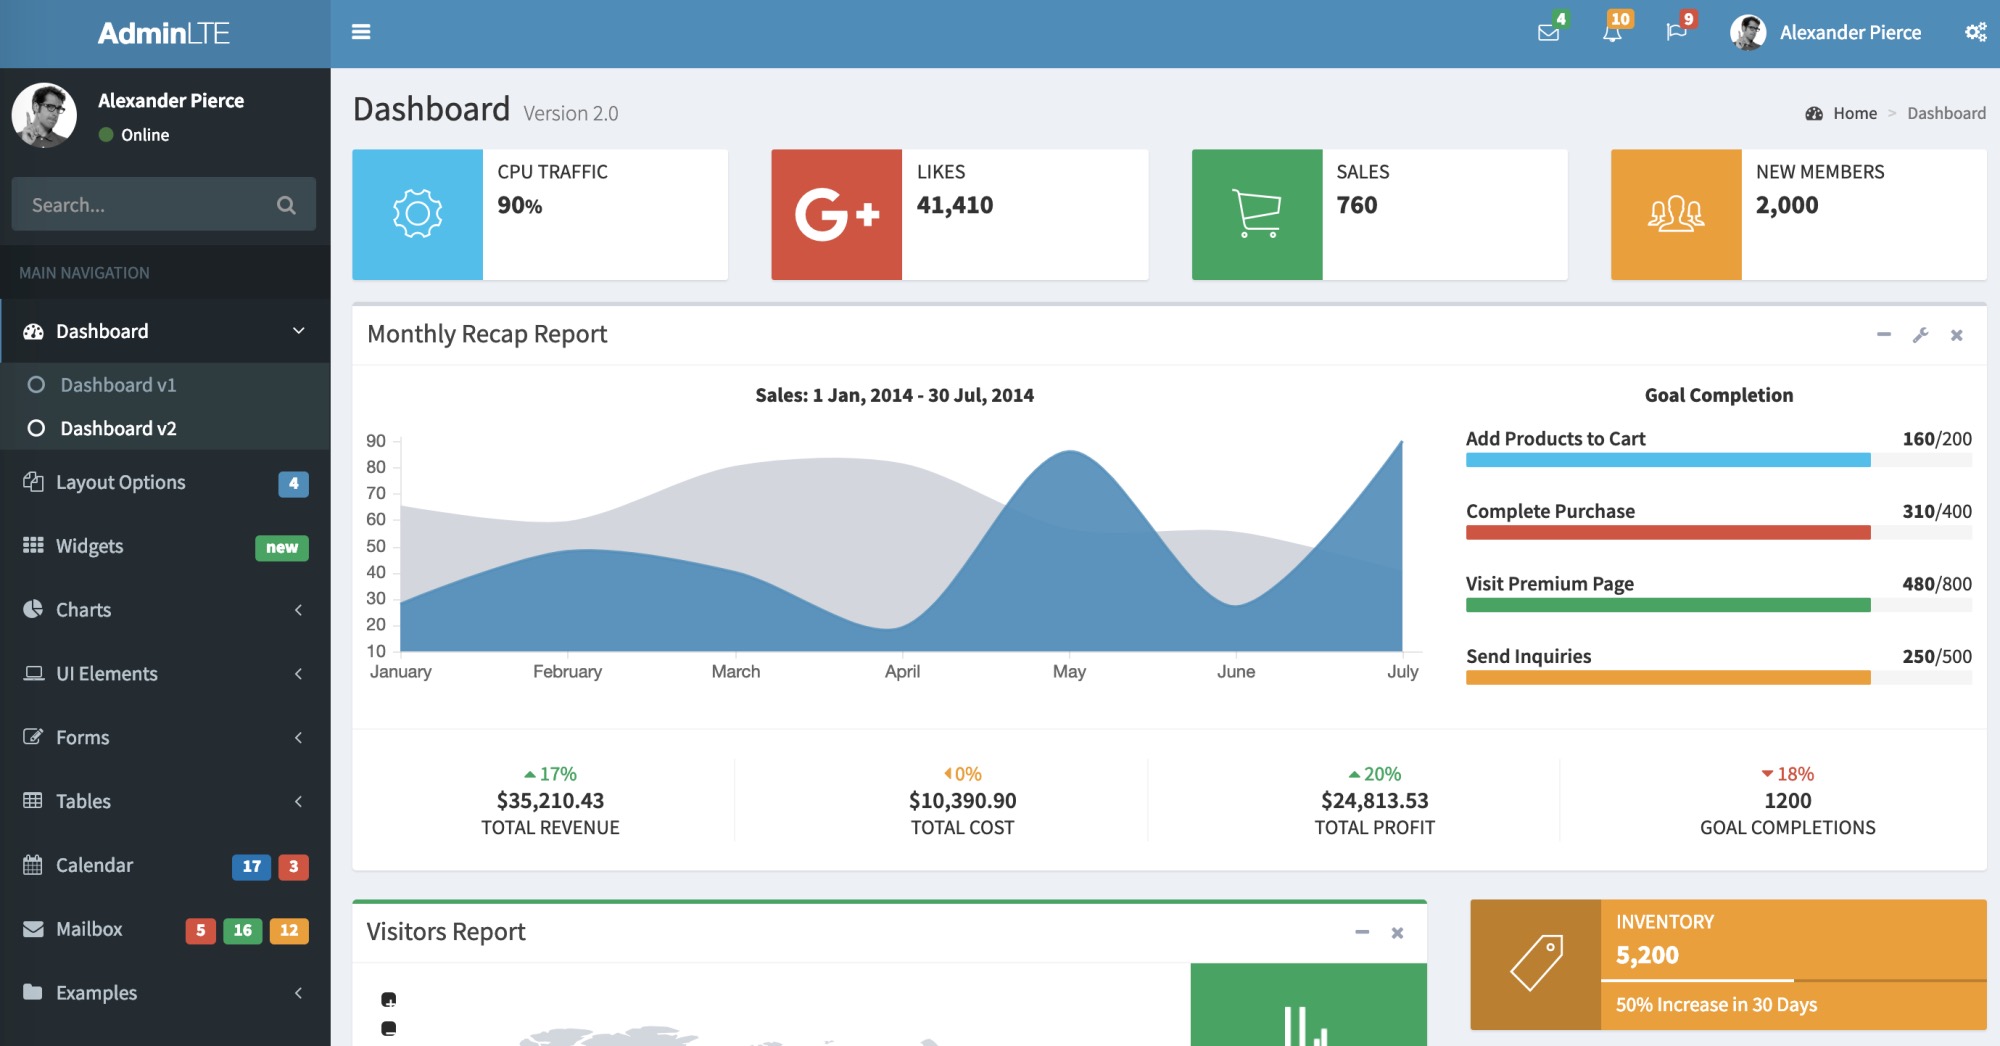 AdminLTE
4
10
9
Alexander Pierce
Alexander Pierce
Online
Search...
MAIN NAVIGATION
Dashboard
Dashboard v1
Dashboard v2
Layout Options 4
Widgets new
Charts
UI Elements
Forms
Tables
Calendar 17 3
Mailbox 5 16 12
Examples
Dashboard Version 2.0
Home > Dashboard
CPU TRAFFIC
90%
G+
LIKES
41,410
SALES
760
NEW MEMBERS
2,000
Monthly Recap Report
Sales: 1 Jan, 2014 - 30 Jul, 2014
90
80
70
60
50
40
30
20
10
January February March April May June July
Goal Completion
Add Products to Cart 160/200
Complete Purchase 310/400
Visit Premium Page 480/800
Send Inquiries 250/500
17%
$35,210.43
TOTAL REVENUE
0%
$10,390.90
TOTAL COST
20%
$24,813.53
TOTAL PROFIT
18%
1200
GOAL COMPLETIONS
Visitors Report
INVENTORY
5,200
50% Increase in 30 Days